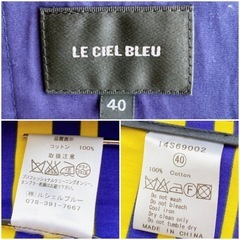 LE CIEL BLEU
40
品質表示
コットン 100%
取扱注意
㈱ルシェルブルー
078-391-7667
14S69002
40
100% Cotton
Do not wash
Do not bleach
Cool iron
Dry clean only
Do not tumble dry
MADE IN CHINA